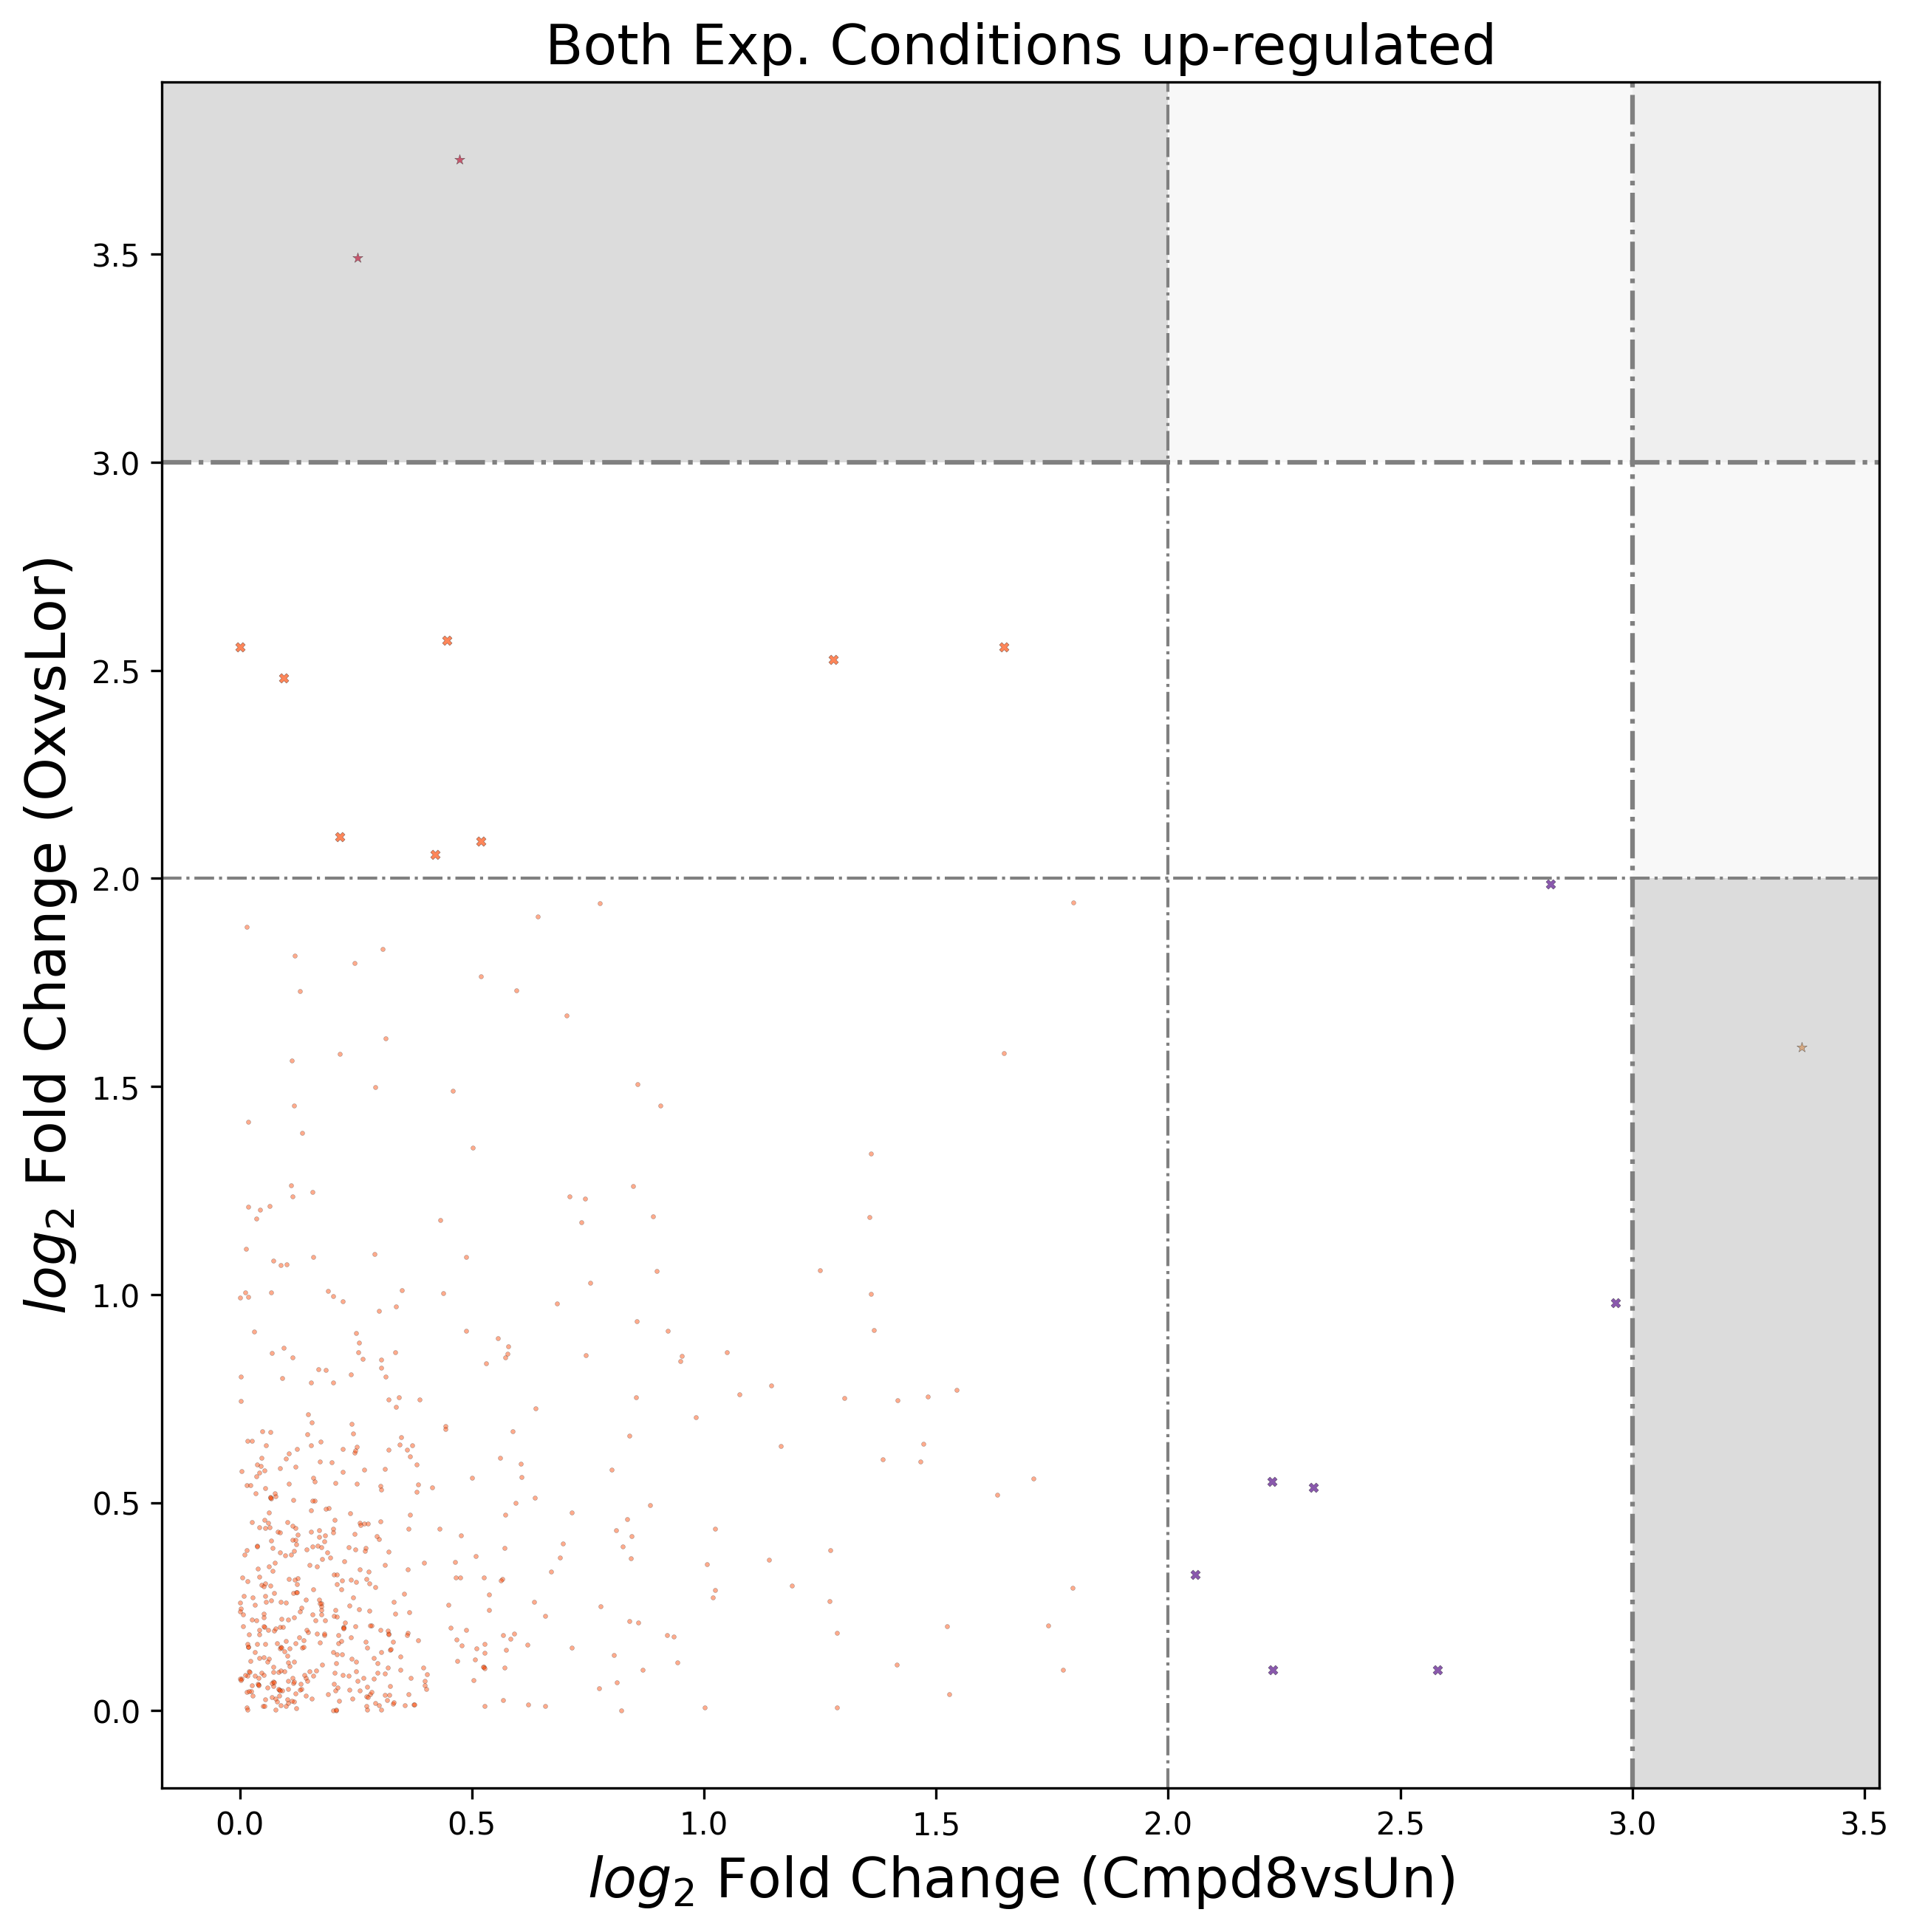 Both Exp. Conditions up-regulated
log2 Fold Change (OxvsLor)
3.5
3.0
2.5
2.0
1.5
1.0
0.5
0.0
0.0 0.5 1.0 1.5 2.0 2.5 3.0 3.5
log2 Fold Change (Cmpd8vsUn)